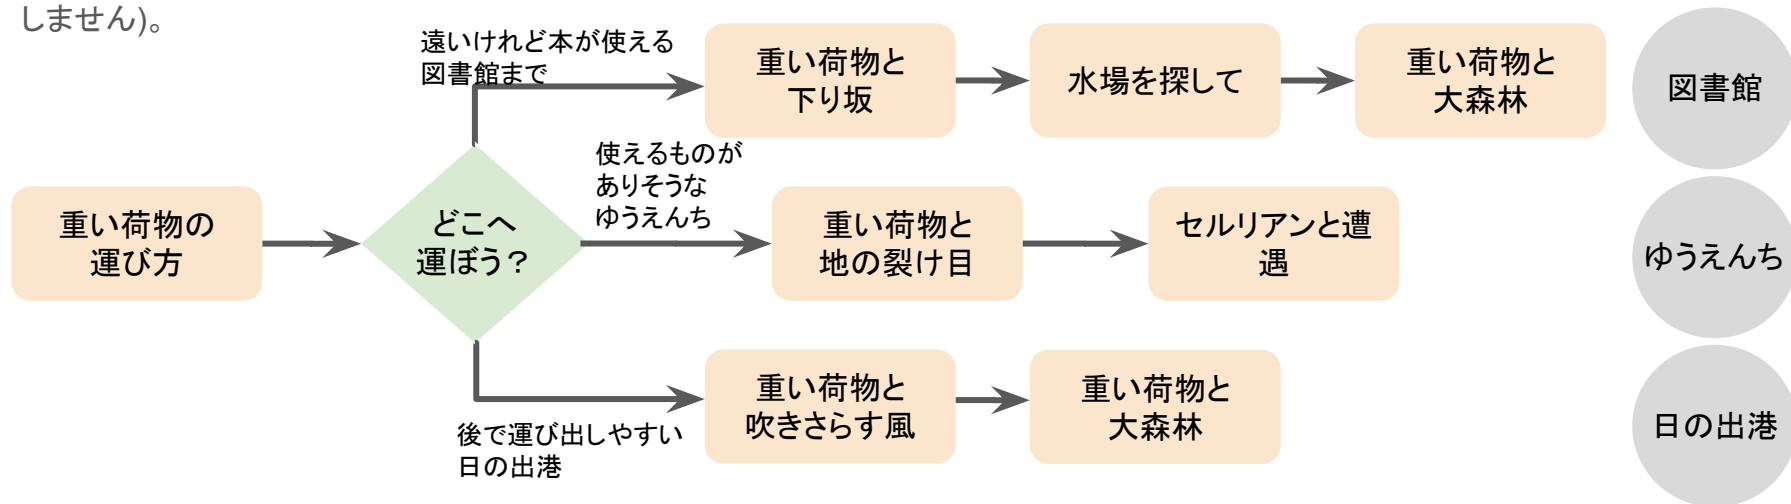 しません)。
遠いけれど本が使える
図書館まで
重い荷物と
下り坂
水場を探して
重い荷物と
大森林
図書館
重い荷物の
運び方
どこへ
運ぼう？
使えるものが
ありそうな
ゆうえんち
重い荷物と
地の裂け目
セルリアンと遭
遇
ゆうえんち
後で運び出しやすい
日の出港
重い荷物と
吹きさらす風
重い荷物と
大森林
日の出港